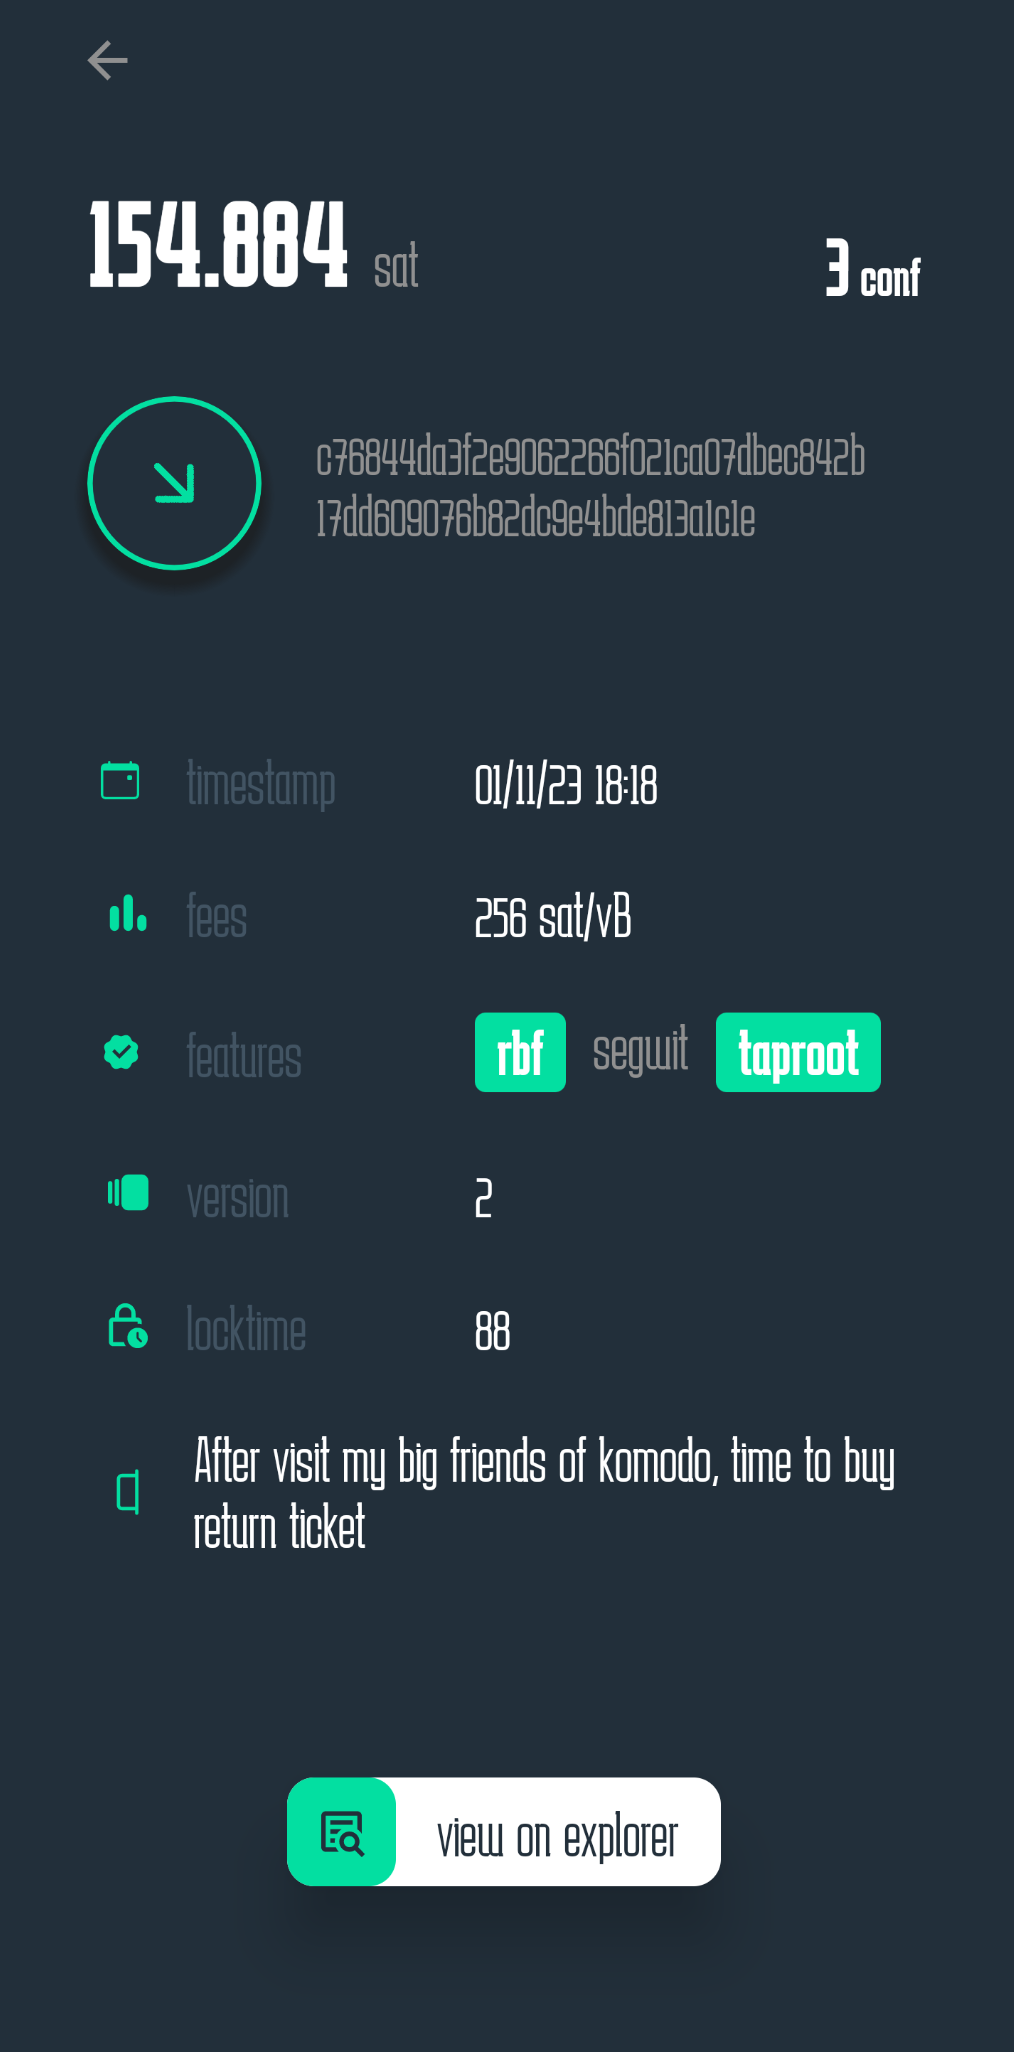 154.884 sat
3 conf
c76844da3f2e9062266f021ca07dbec842b
17dd609076b82dc9e4bde813a1c1e
timestamp 01/11/23 18:18
fees 256 sat/vB
features rbf segwit taproot
version 2
locktime 88
After visit my big friends of komodo, time to buy
return ticket
view on explorer